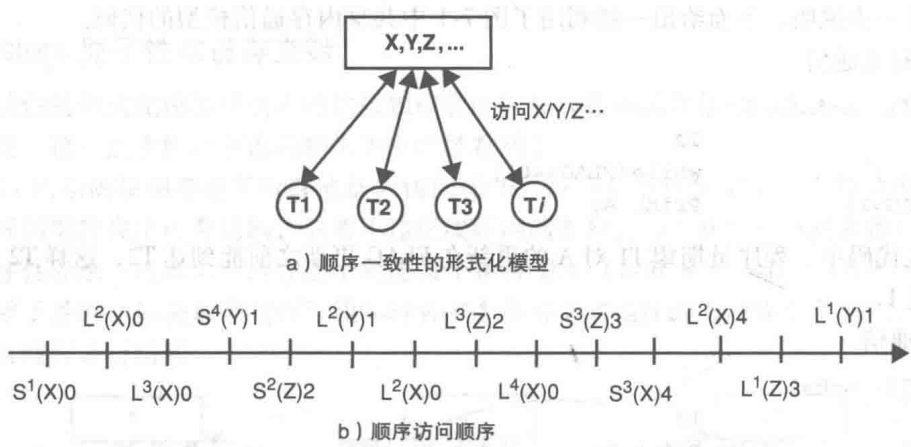 X,Y,Z, ...
访问X/Y/Z…
T1 T2 T3 Ti
a）顺序一致性的形式化模型
L²(X)0 S⁴(Y)1 L²(Y)1 L³(Z)2 S³(Z)3 L²(X)4 L¹(Y)1
S¹(X)0 L³(X)0 S²(Z)2 L²(X)0 L⁴(X)0 S³(X)4 L¹(Z)3
b）顺序访问顺序